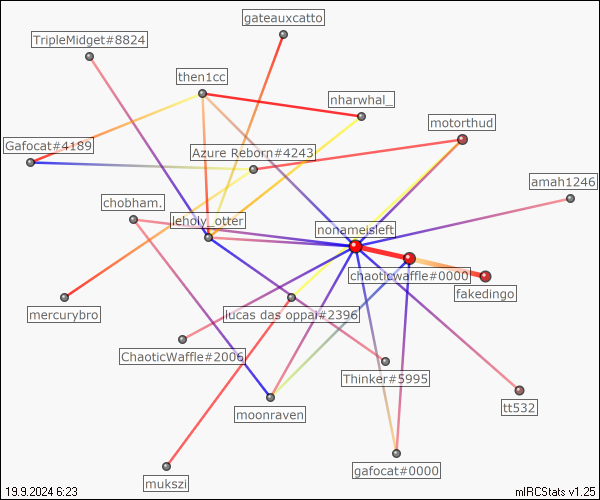 gateauxcatto
TripleMidget#8824
then1cc
nharwhal_
motorthud
Gafocat#4189
Azure Reborn#4243
amah1246
chobham.
leholy_otter
nonameisleft
chaoticwaffle#0000
fakedingo
mercurybro
lucas das oppai#2396
ChaoticWaffle#2006
Thinker#5995
moonraven
tt532
gafocat#0000
mukszi
19.9.2024 6:23
mIRCStats v1.25